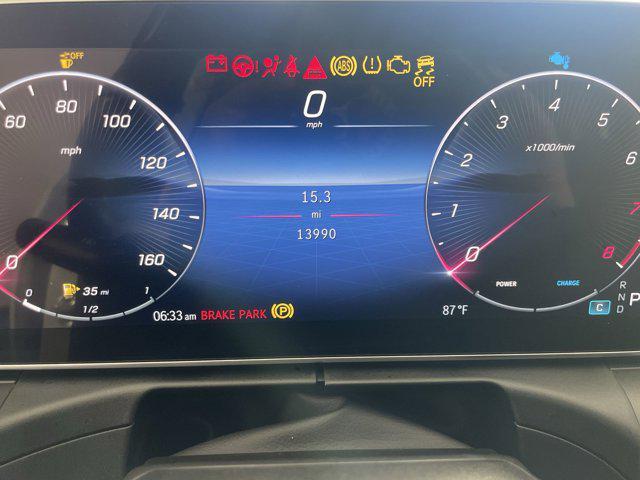 OFF
ABS
OFF
0
mph
60 80 100 120 140 160
mph
0
15.3
mi
13990
1 2 3 4 5 6 7 8
x1000/min
0
POWER CHARGE
0 1/2 1
35 mi
06:33 am BRAKE PARK (P)
87°F
C
R
N
D
P